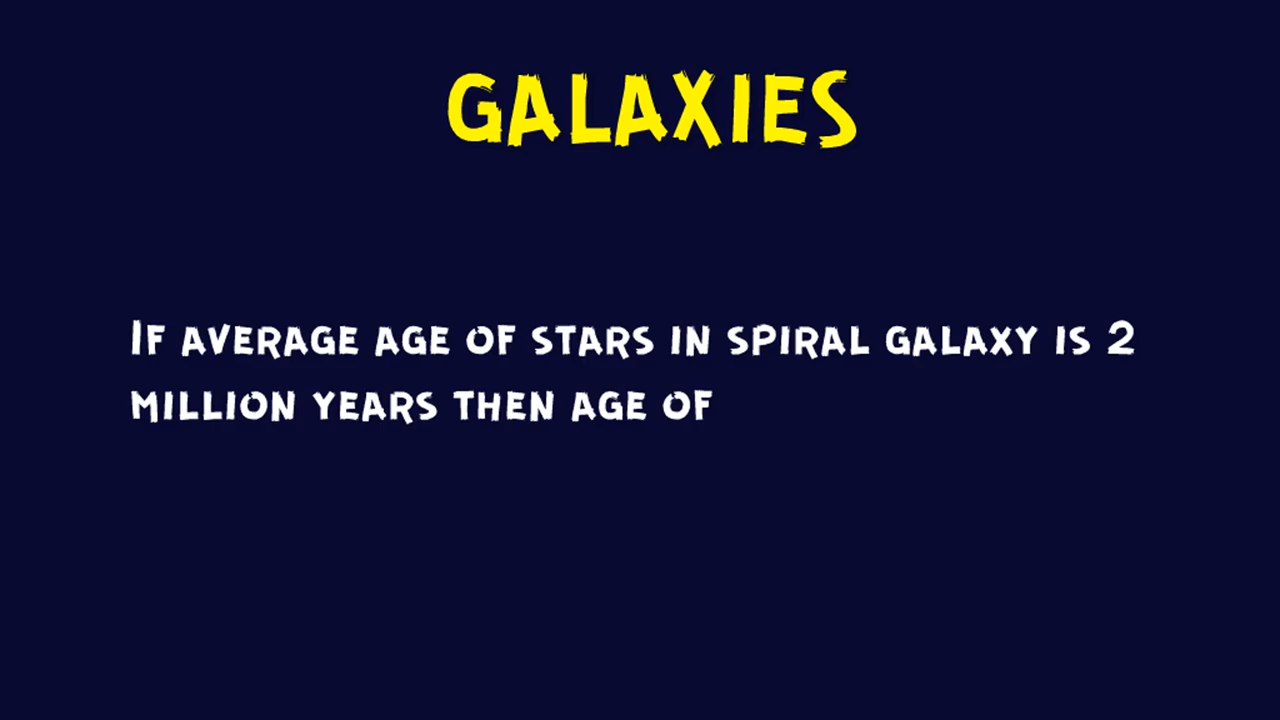 GALAXIES
If average age of stars in spiral galaxy is 2
million years then age of